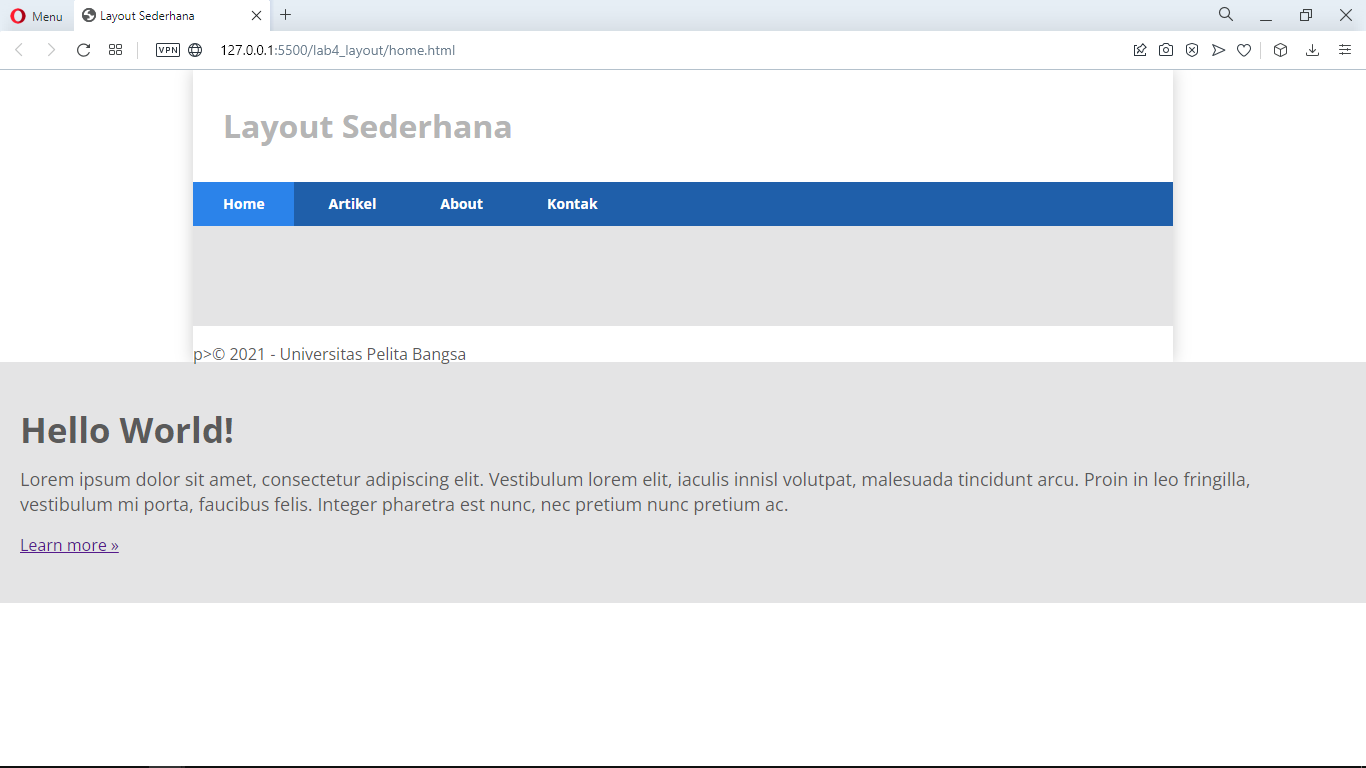 Menu
Layout Sederhana
VPN
127.0.0.1:5500/lab4_layout/home.html
Layout Sederhana
Home Artikel About Kontak
p>© 2021 - Universitas Pelita Bangsa
Hello World!
Lorem ipsum dolor sit amet, consectetur adipiscing elit. Vestibulum lorem elit, iaculis innisl volutpat, malesuada tincidunt arcu. Proin in leo fringilla,
vestibulum mi porta, faucibus felis. Integer pharetra est nunc, nec pretium nunc pretium ac.
Learn more »